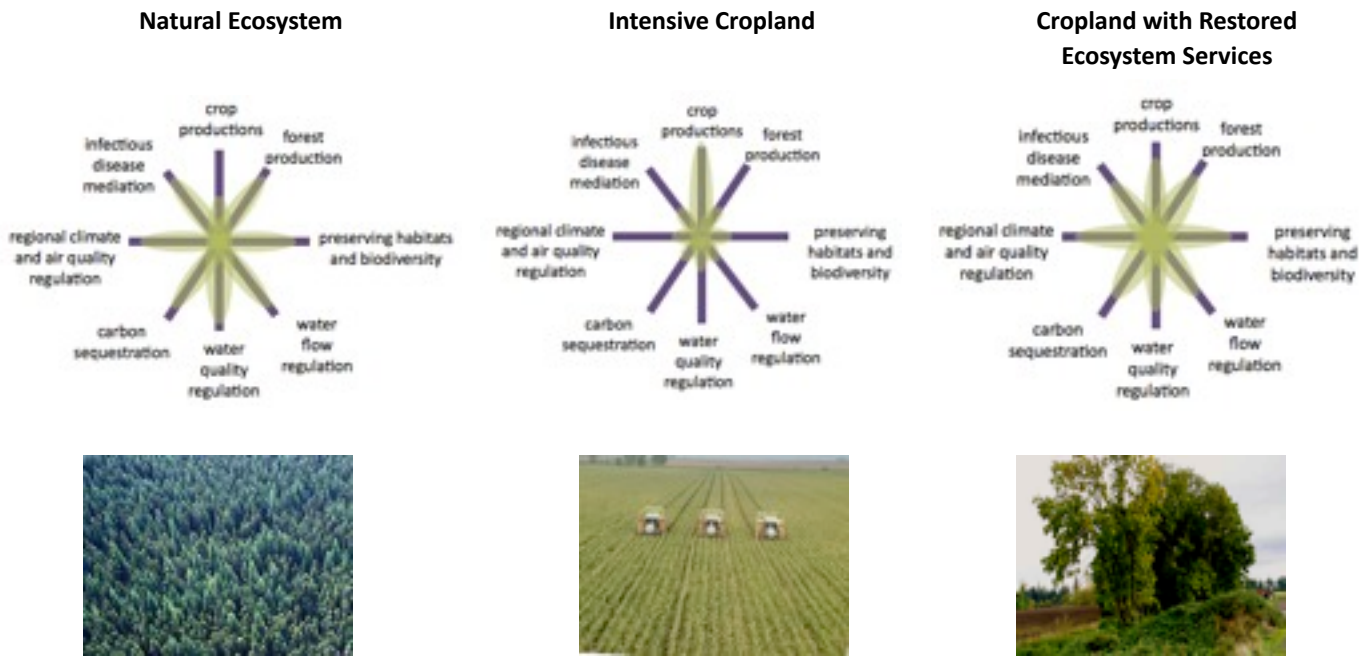 Natural Ecosystem
Intensive Cropland
Cropland with Restored
Ecosystem Services
crop
productions
forest
production
infectious
disease
mediation
regional climate
and air quality
regulation
preserving habitats
and biodiversity
carbon
sequestration
water
quality
regulation
water
flow
regulation
crop
productions
forest
production
infectious
disease
mediation
regional climate
and air quality
regulation
preserving
habitats and
biodiversity
carbon
sequestration
water
quality
regulation
water
flow
regulation
crop
productions
forest
production
infectious
disease
mediation
regional climate
and air quality
regulation
preserving
habitats and
biodiversity
carbon
sequestration
water
quality
regulation
water
flow
regulation